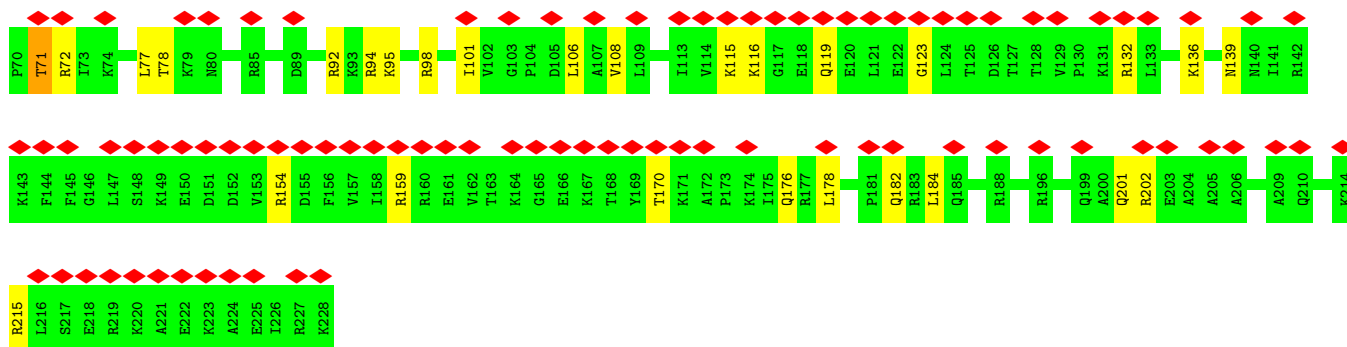 P70 T71 R72 I73 K74 L77 T78 K79 N80 R85 D89 R92 K93 R94 K95 R98 I101 V102 G103 P104 D105 L106 A107 V108 L109 I113 V114 K115 K116 G117 E118 Q119 E120 L121 E122 G123 L124 T125 D126 T127 T128 V129 P130 K131 R132 L133 K136 N139 N140 I141 R142
K143 F144 F145 G146 L147 S148 K149 E150 D151 D152 V153 R154 D155 F156 V157 I158 R159 R160 E161 V162 T163 K164 G165 E166 K167 T168 Y169 T170 K171 A172 P173 K174 I175 Q176 R177 L178 P181 Q182 R183 L184 Q185 R188 R196 Q199 A200 Q201 R202 E203 A204 A205 A206 A209 Q210 K214
R215 L216 S217 E218 R219 K220 A221 E222 K223 A224 E225 I226 R227 K228